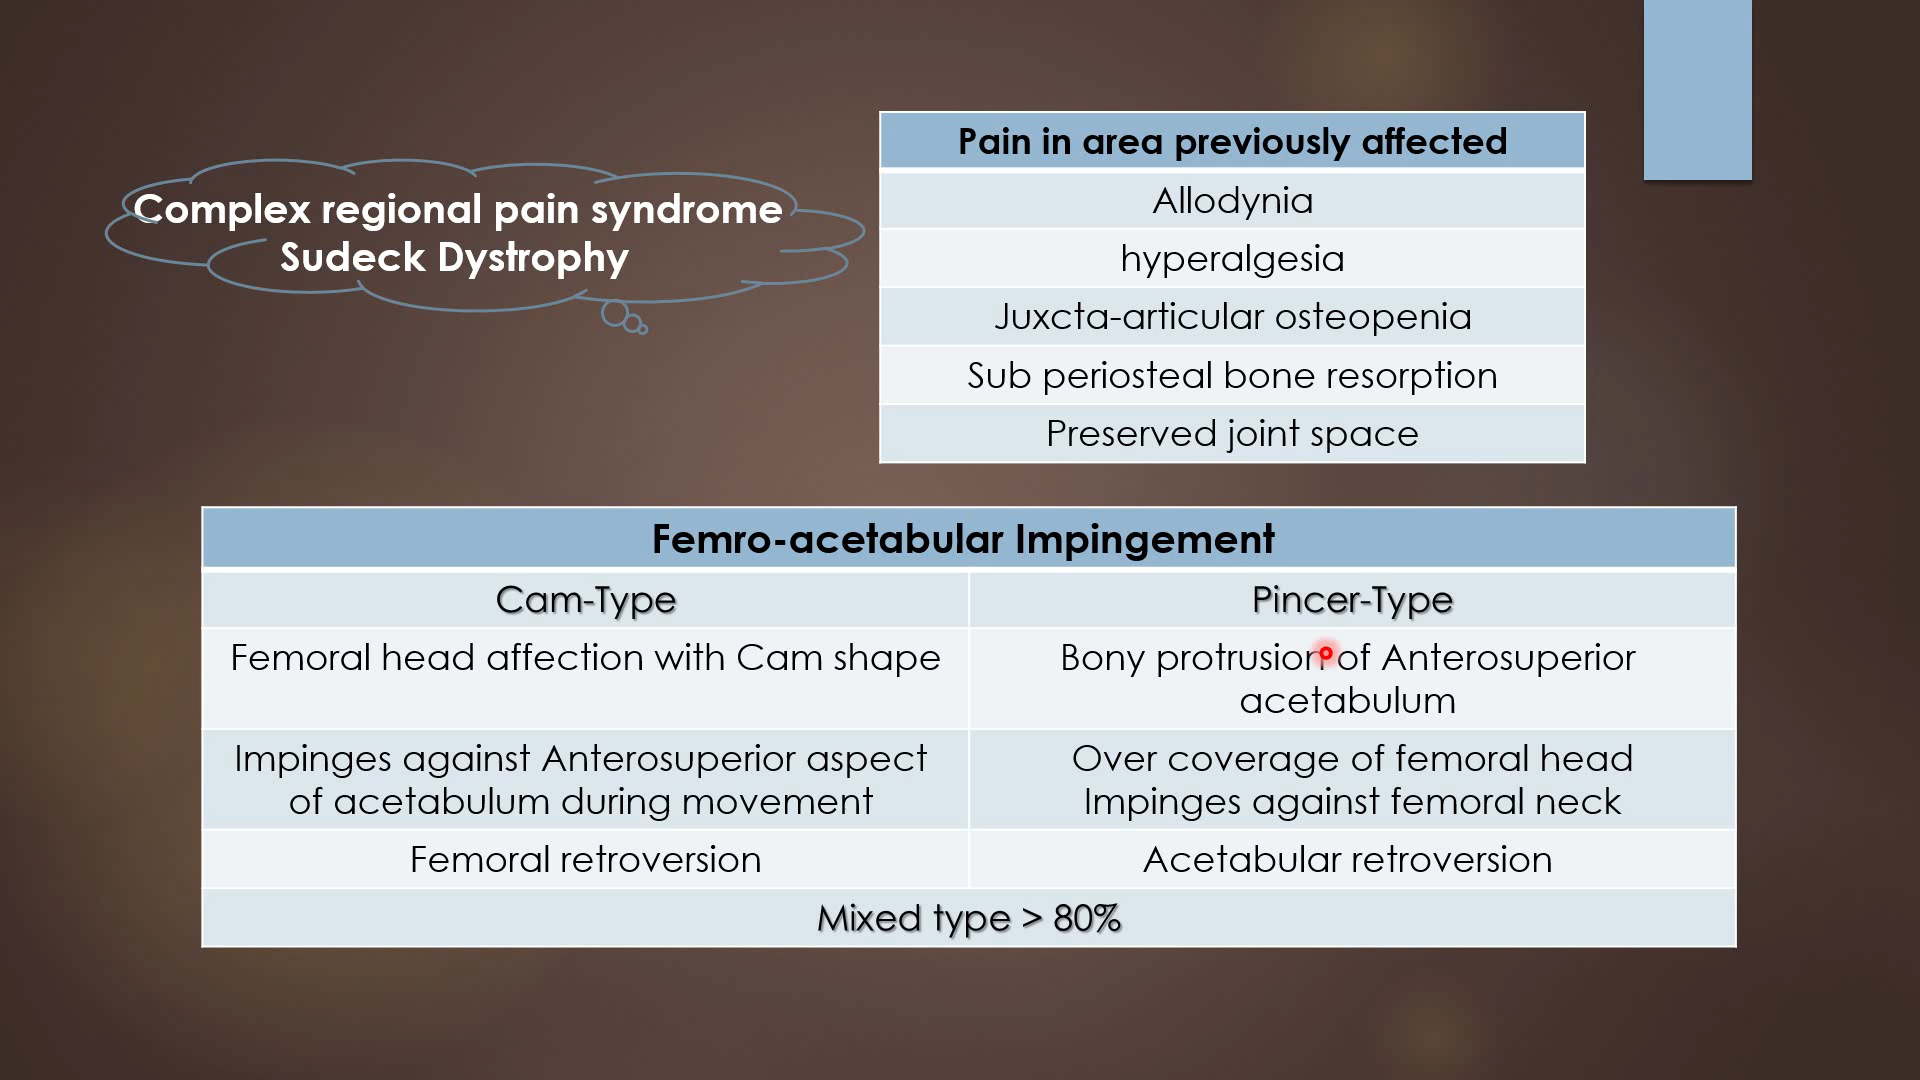 Complex regional pain syndrome
Sudeck Dystrophy
Pain in area previously affected
Allodynia
hyperalgesia
Juxcta-articular osteopenia
Sub periosteal bone resorption
Preserved joint space
Femro-acetabular Impingement
Cam-Type
Pincer-Type
Femoral head affection with Cam shape
Bony protrusion of Anterosuperior
acetabulum
Impinges against Anterosuperior aspect
of acetabulum during movement
Over coverage of femoral head
Impinges against femoral neck
Femoral retroversion
Acetabular retroversion
Mixed type > 80%